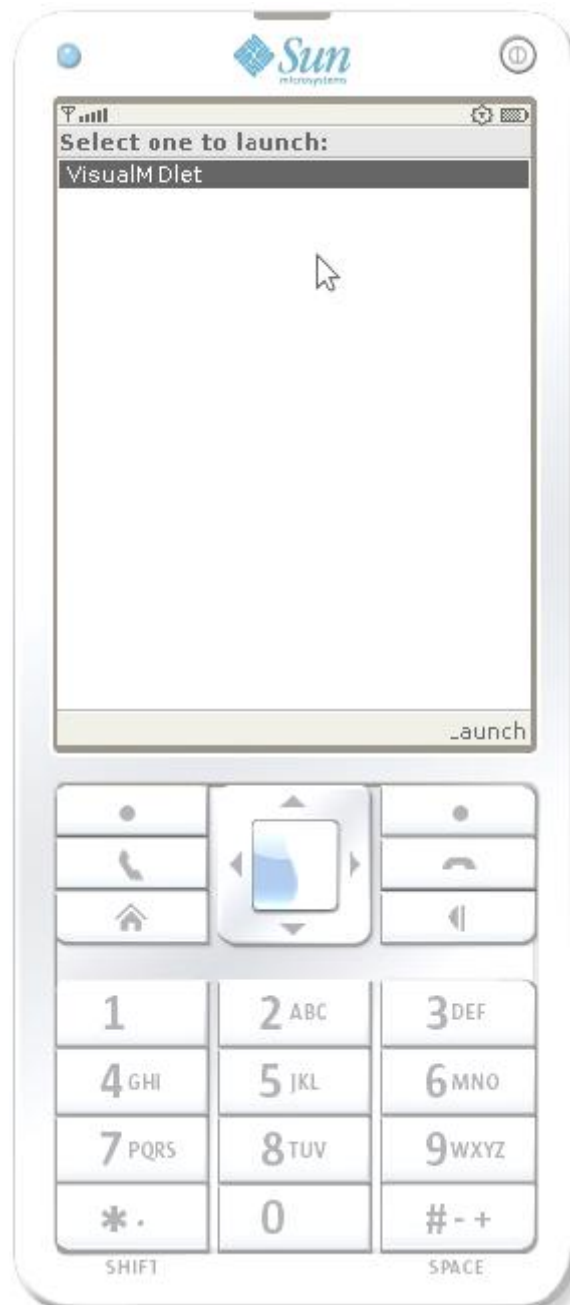 Sun
microsystems
Select one to launch:
VisualMIDlet
Launch
1
2 ABC
3 DEF
4 GHI
5 JKL
6 MNO
7 PQRS
8 TUV
9 WXYZ
* .
0
# - +
SHIFT
SPACE